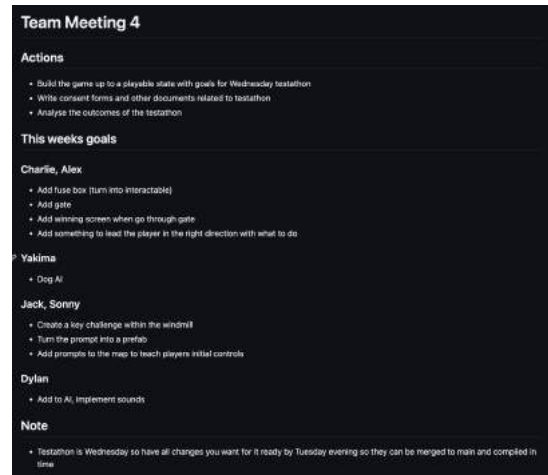 Team Meeting 4
Actions
• Build the game up to a playable state with goals for Wednesday testathon
• Write consent forms and other documents related to testathon
• Analyse the outcomes of the testathon
This weeks goals
Charlie, Alex
• Add fuse box (turn into interactable)
• Add gate
• Add winning screen when go through gate
• Add something to lead the player in the right direction with what to do
Yakima
• Dog AI
Jack, Sonny
• Create a key challenge within the windmill
• Turn the prompt into a prefab
• Add prompts to the map to teach players initial controls
Dylan
• Add to AI, implement sounds
Note
• Testathon is Wednesday so have all changes you want for it ready by Tuesday evening so they can be merged to main and compiled in
time